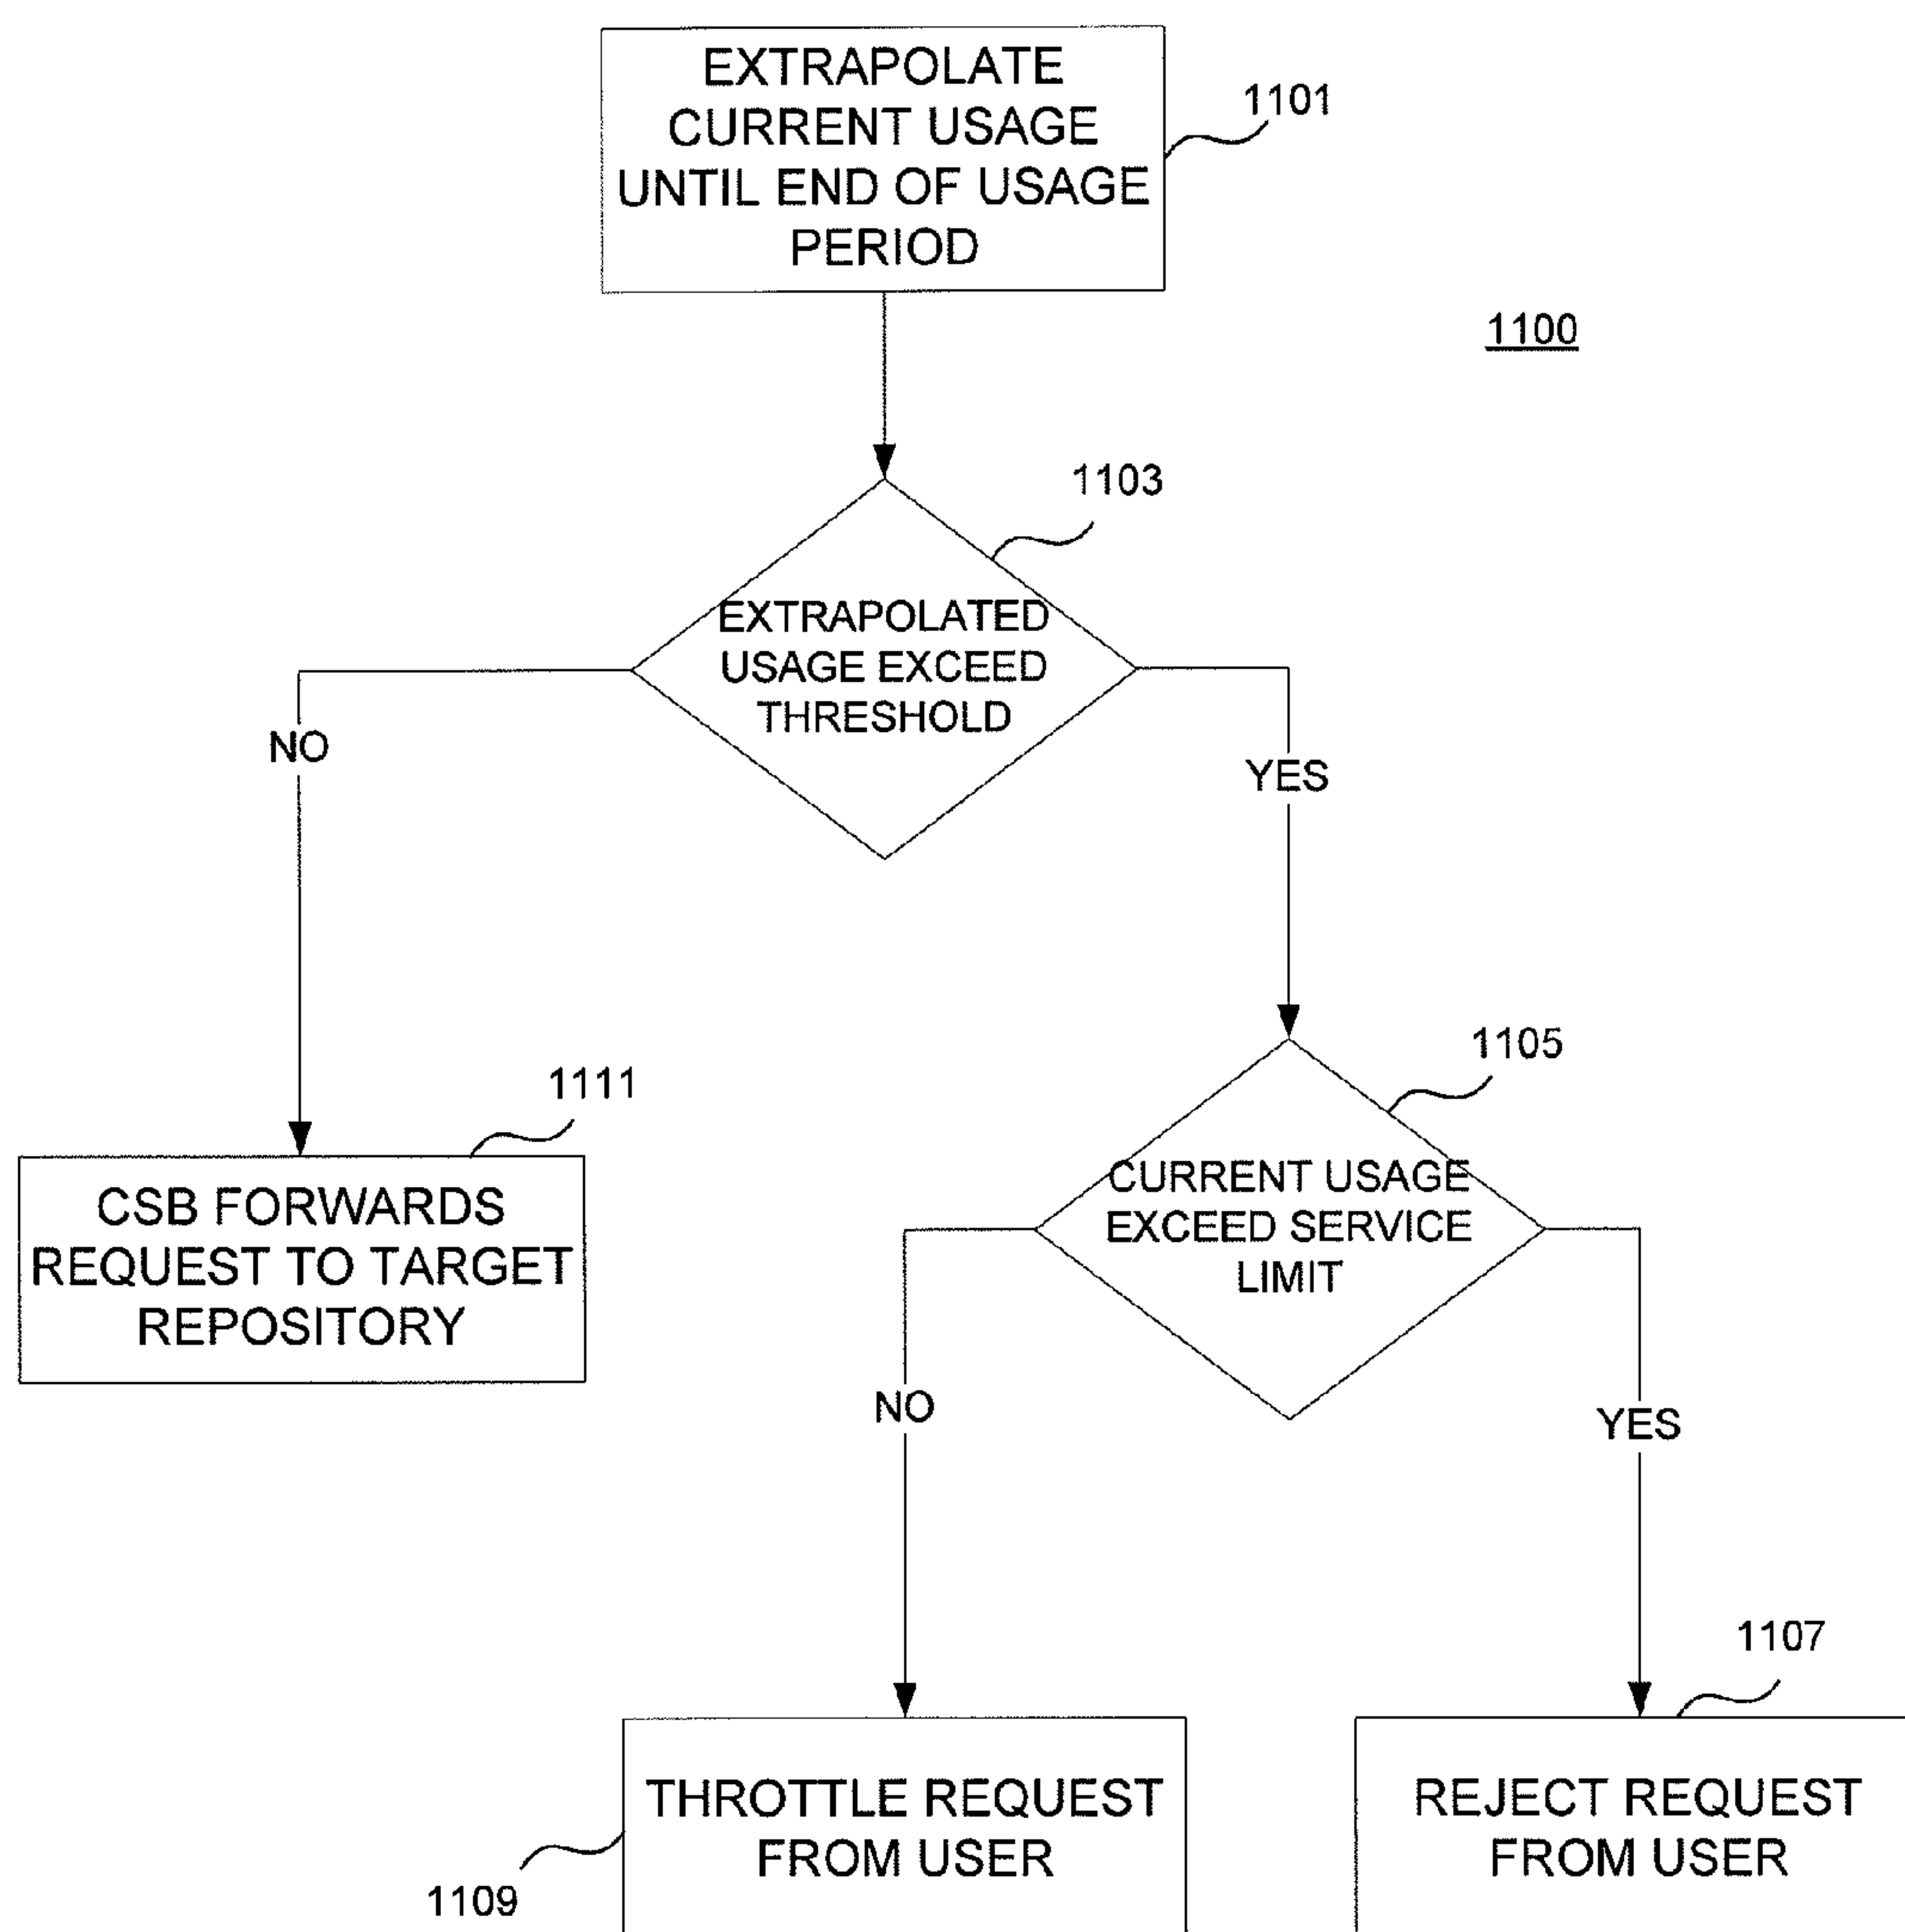 EXTRAPOLATE
CURRENT USAGE
UNTIL END OF USAGE
PERIOD
1101
1100
1103
EXTRAPOLATED
USAGE EXCEED
THRESHOLD
NO
YES
1105
1111
CURRENT USAGE
EXCEED SERVICE
LIMIT
CSB FORWARDS
REQUEST TO TARGET
REPOSITORY
NO
YES
1107
THROTTLE REQUEST
FROM USER
REJECT REQUEST
FROM USER
1109